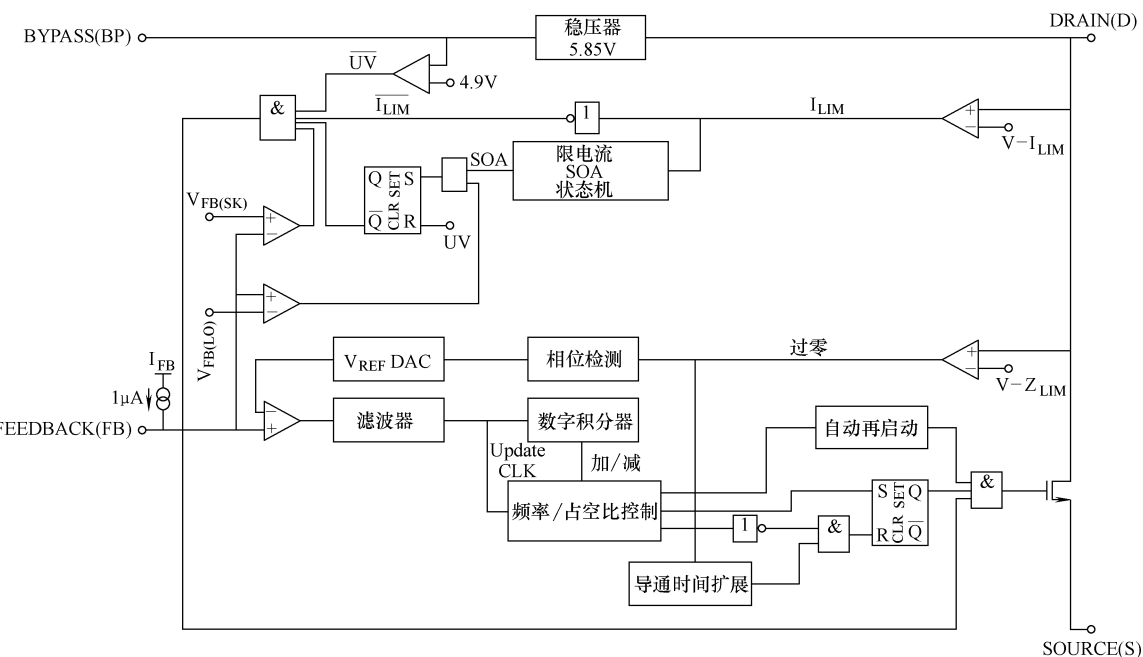 BYPASS(BP)
稳压器
5.85V
DRAIN(D)
UV
4.9V
&
ILIM
1
ILIM
V-ILIM
限电流
SOA
状态机
SOA
Q SET S
Q CLR R
UV
VFB(SK)
+
-
+
-
VFB(LO)
+
-
IFB
1μA
VREF DAC
相位检测
过零
+
-
V-ZLIM
FEEDBACK(FB)
-
+
滤波器
数字积分器
自动再启动
Update
CLK
加/减
频率/占空比控制
1
&
S SET Q
R CLR Q
&
导通时间扩展
SOURCE(S)